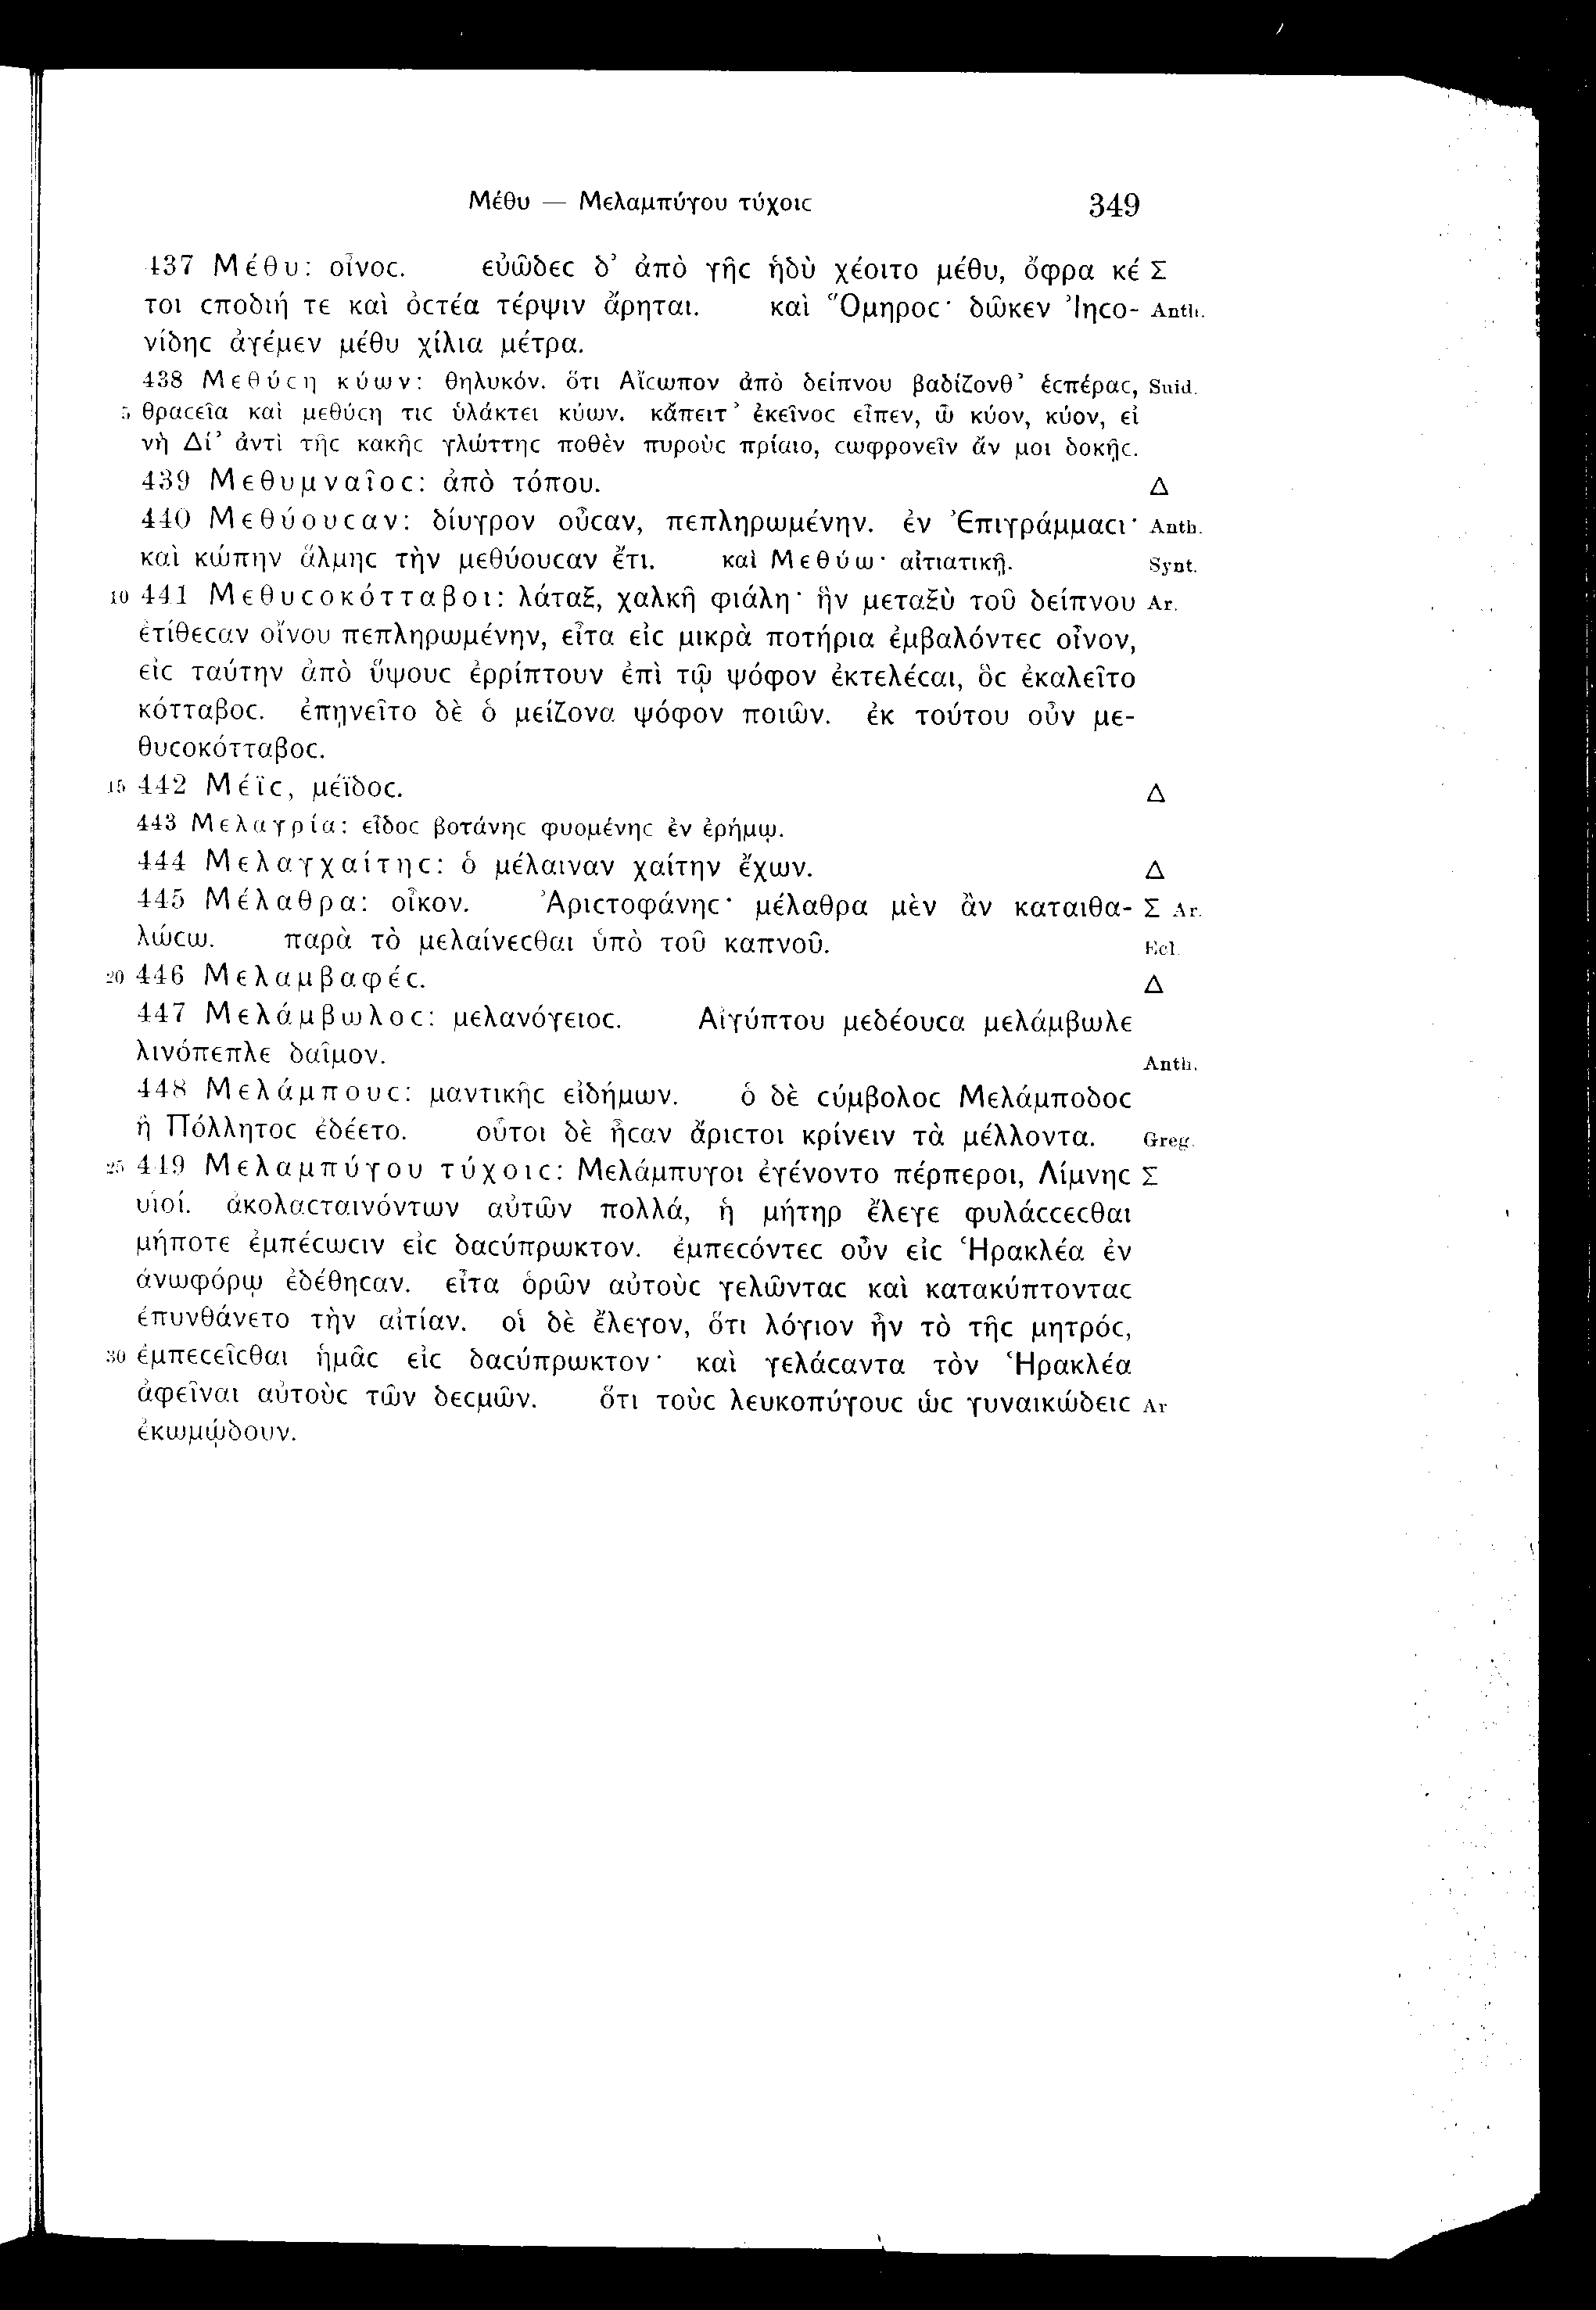 Μέθυ — Μελαμπύγου τύχοιϲ 349
437 Μέθυ: οἶνοϲ. εὐῶδεϲ δ’ ἀπὸ γῆϲ ἡδὺ χέοιτο μέθυ, ὄφρα κέ Σ
τοι ϲποδιή τε καὶ ὀϲτέα τέρψιν ἄρηται. καὶ Ὅμηροϲ· δῶκεν Ἰηϲο- Anth.
νίδηϲ ἀγέμεν μέθυ χίλια μέτρα.
438 Μεθύϲη κύων: θηλυκόν. ὅτι Αἴϲωπον ἀπὸ δείπνου βαδίζονθ’ ἑϲπέραϲ, Suid.
5 θραϲεῖα καὶ μεθύϲη τιϲ ὑλάκτει κύων. κἄπειτ’ ἐκεῖνοϲ εἶπεν, ὦ κύον, κύον, εἰ
νὴ Δί’ ἀντὶ τῆϲ κακῆϲ γλώττηϲ ποθὲν πυροὺϲ πρίαιο, ϲωφρονεῖν ἄν μοι δοκῇϲ.
439 Μεθυμναῖοϲ: ἀπὸ τόπου. Δ
440 Μεθύουϲαν: δίυγρον οὖϲαν, πεπληρωμένην. ἐν Ἐπιγράμμαϲι· Anth.
καὶ κώπην ἅλμηϲ τὴν μεθύουϲαν ἔτι. καὶ Μεθύω· αἰτιατικῇ. Synt.
10 441 Μεθυϲοκότταβοι: λάταξ, χαλκῆ φιάλη· ἣν μεταξὺ τοῦ δείπνου Ar.
ἐτίθεϲαν οἴνου πεπληρωμένην, εἶτα εἰϲ μικρὰ ποτήρια ἐμβαλόντεϲ οἶνον,
εἰϲ ταύτην ἀπὸ ὕψουϲ ἐρρίπτουν ἐπὶ τῷ ψόφον ἐκτελέϲαι, ὃϲ ἐκαλεῖτο
κότταβοϲ. ἐπῃνεῖτο δὲ ὁ μείζονα ψόφον ποιῶν. ἐκ τούτου οὖν με-
θυϲοκότταβοϲ.
15 442 Μέϊϲ, μέϊδοϲ. Δ
443 Μελαγρία: εἶδοϲ βοτάνηϲ φυομένηϲ ἐν ἐρήμῳ.
444 Μελαγχαίτηϲ: ὁ μέλαιναν χαίτην ἔχων. Δ
445 Μέλαθρα: οἶκον. Ἀριϲτοφάνηϲ· μέλαθρα μὲν ἂν καταιθα- Σ Ar.
λώϲω. παρὰ τὸ μελαίνεϲθαι ὑπὸ τοῦ καπνοῦ. Ecl.
20 446 Μελαμβαφέϲ. Δ
447 Μελάμβωλοϲ: μελανόγειοϲ. Αἰγύπτου μεδέουϲα μελάμβωλε
λινόπεπλε δαῖμον. Anth.
448 Μελάμπουϲ: μαντικῆϲ εἰδήμων. ὁ δὲ ϲύμβολοϲ Μελάμποδοϲ
ἢ Πόλλητοϲ ἐδέετο. οὗτοι δὲ ἦϲαν ἄριϲτοι κρίνειν τὰ μέλλοντα. Greg.
25 449 Μελαμπύγου τύχοιϲ: Μελάμπυγοι ἐγένοντο πέρπεροι, Λίμνηϲ Σ
υἱοί. ἀκολαϲταινόντων αὐτῶν πολλά, ἡ μήτηρ ἔλεγε φυλάϲϲεϲθαι
μήποτε ἐμπέϲωϲιν εἰϲ δαϲύπρωκτον. ἐμπεϲόντεϲ οὖν εἰϲ Ἡρακλέα ἐν
ἀνωφόρῳ ἐδέθηϲαν. εἶτα ὁρῶν αὐτοὺϲ γελῶνταϲ καὶ κατακύπτονταϲ
ἐπυνθάνετο τὴν αἰτίαν. οἱ δὲ ἔλεγον, ὅτι λόγιον ἦν τὸ τῆϲ μητρόϲ,
30 ἐμπεϲεῖϲθαι ἡμᾶϲ εἰϲ δαϲύπρωκτον· καὶ γελάϲαντα τὸν Ἡρακλέα
ἀφεῖναι αὐτοὺϲ τῶν δεϲμῶν. ὅτι τοὺϲ λευκοπύγουϲ ὡϲ γυναικώδειϲ Ar
ἐκωμῴδουν.